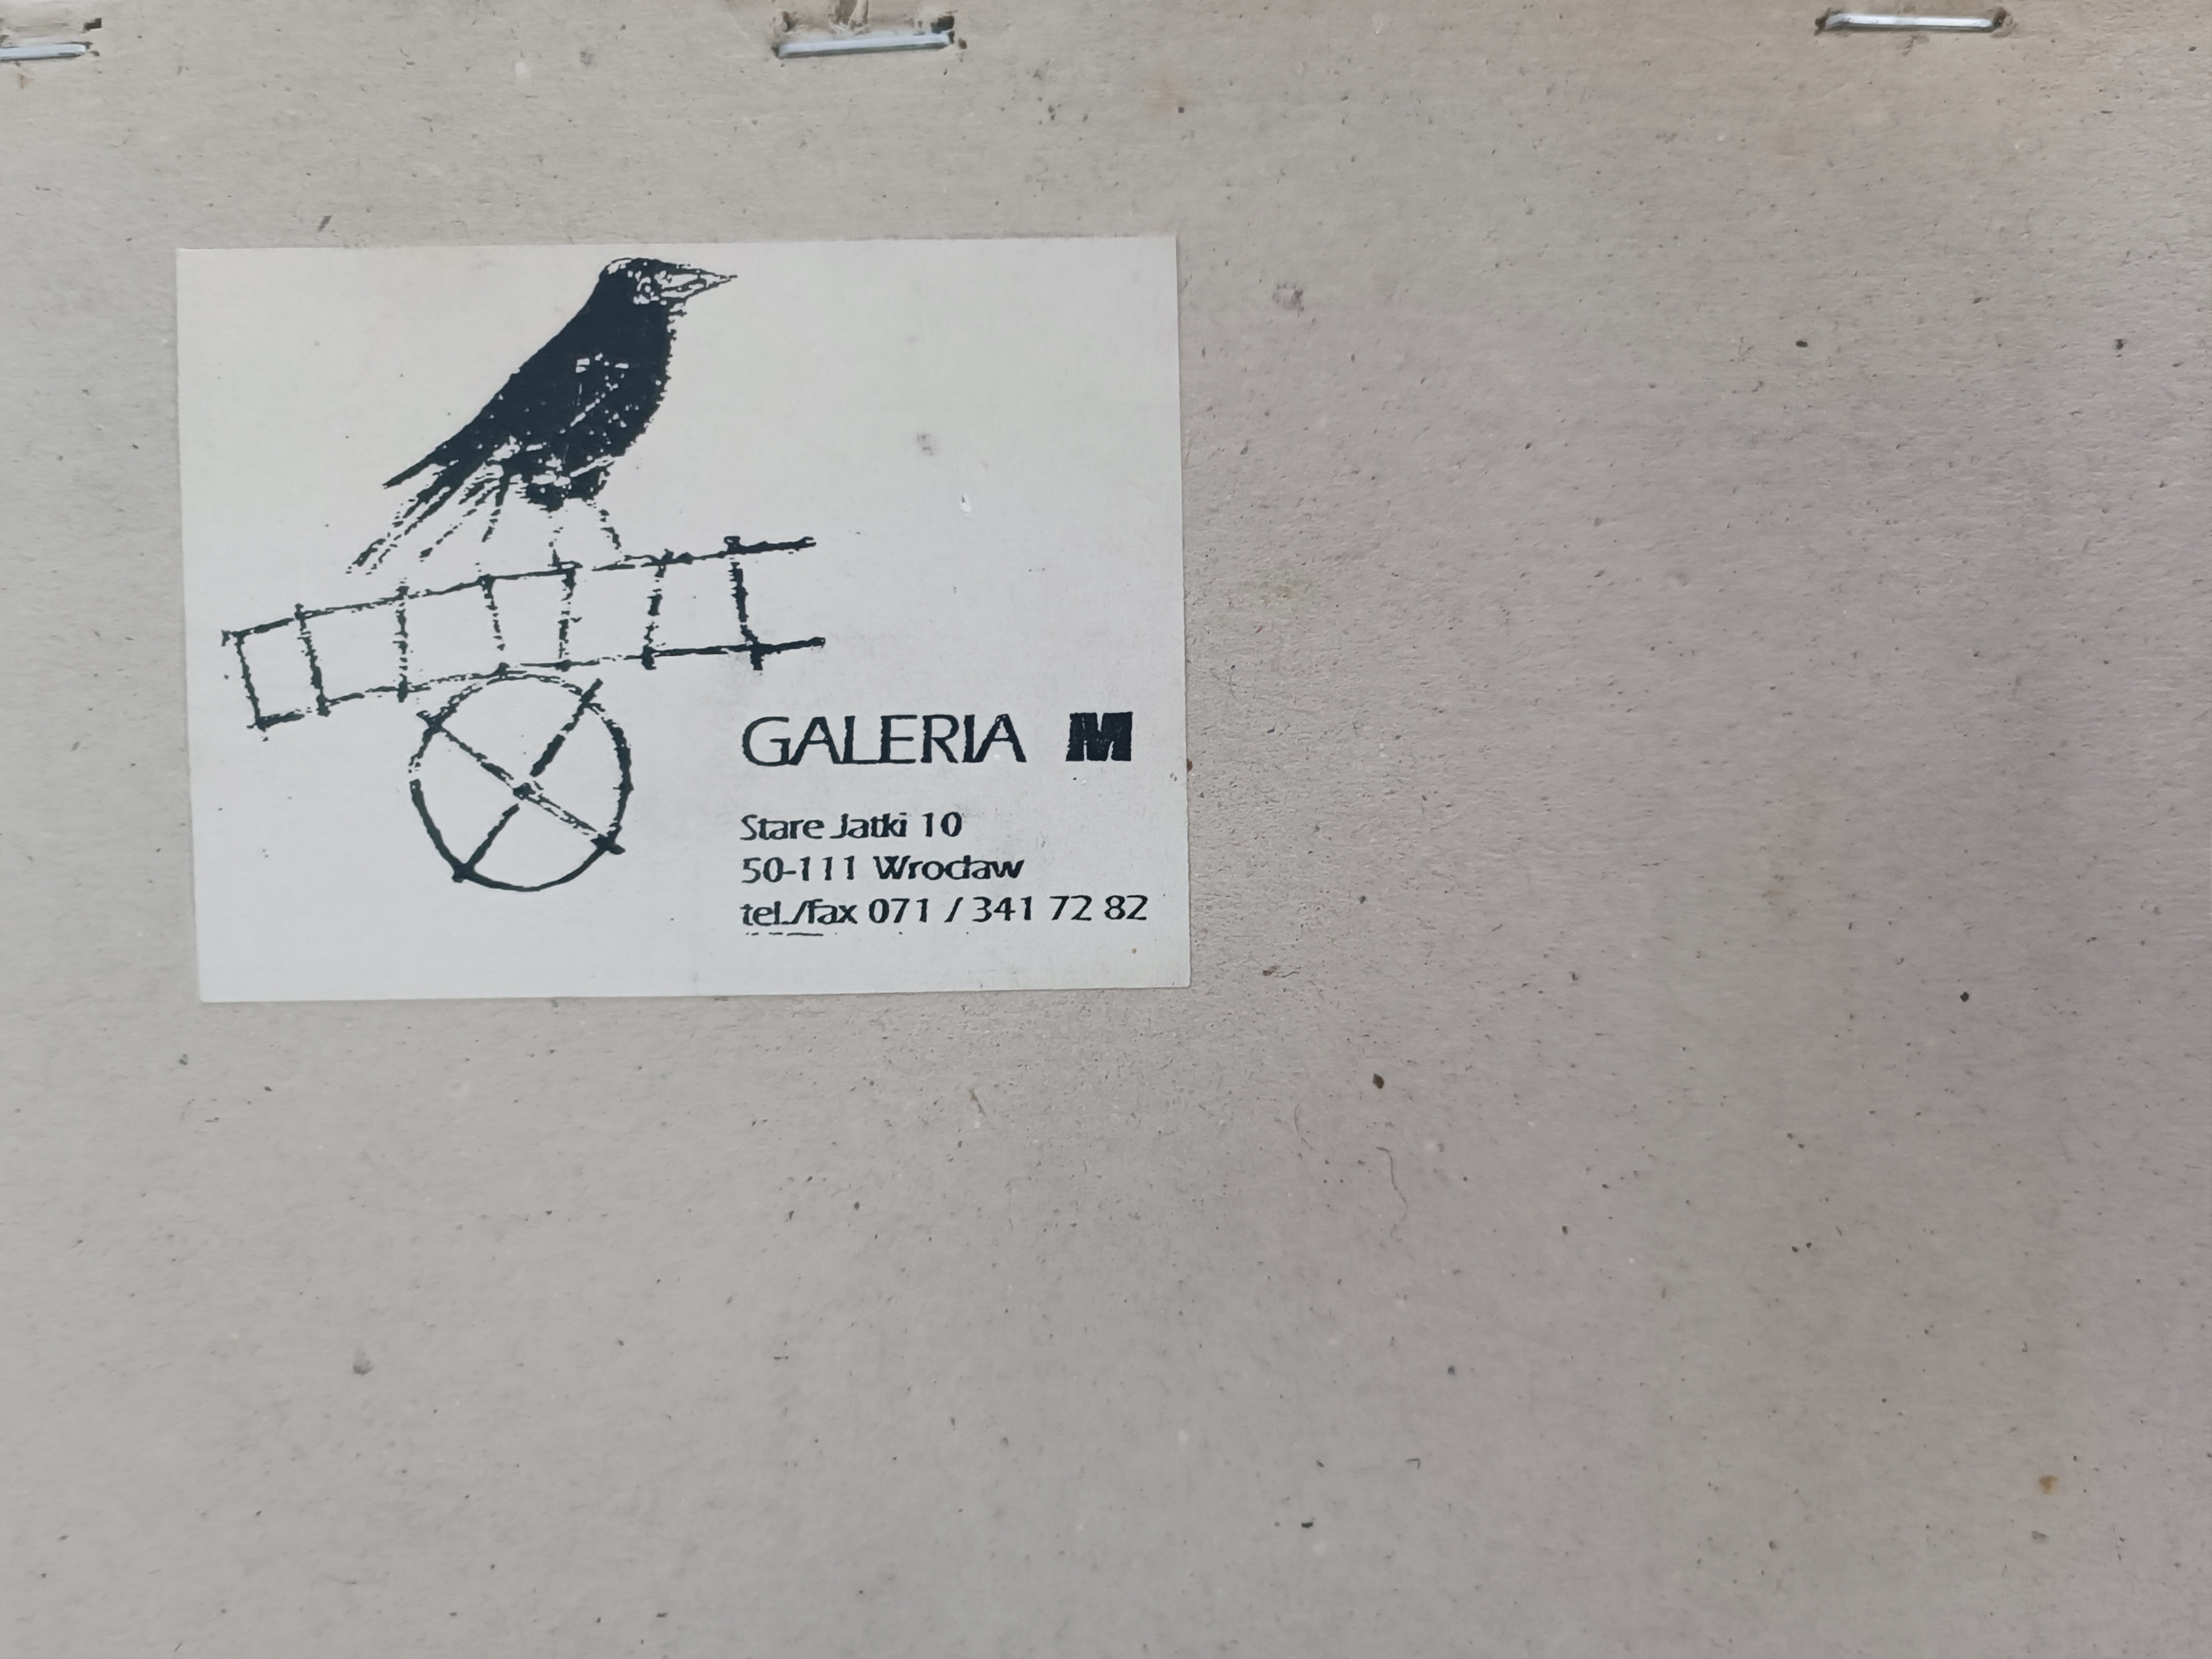 GALERIA M
Stare Jatki 10
50-111 Wrocław
tel./fax 071 / 341 72 82